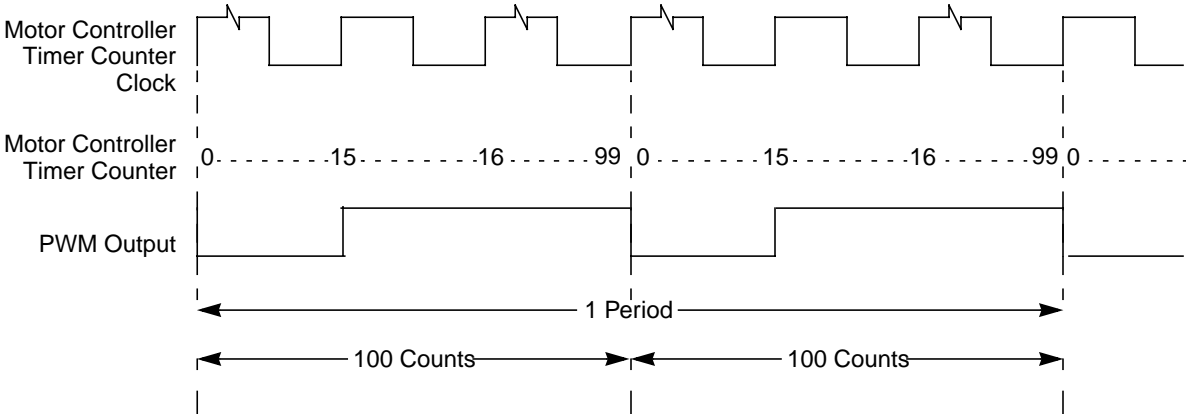 Motor Controller
Timer Counter
Clock
Motor Controller
Timer Counter
0 15 16 99 0 15 16 99 0
PWM Output
1 Period
100 Counts 100 Counts